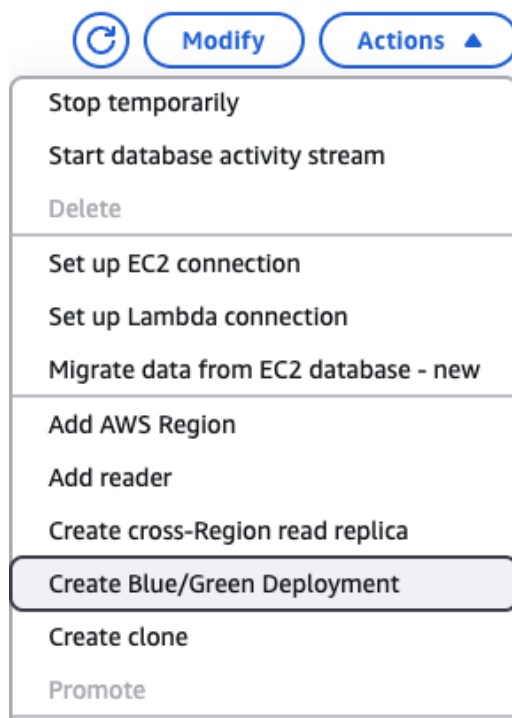 Modify
Actions
Stop temporarily
Start database activity stream
Delete
Set up EC2 connection
Set up Lambda connection
Migrate data from EC2 database - new
Add AWS Region
Add reader
Create cross-Region read replica
Create Blue/Green Deployment
Create clone
Promote